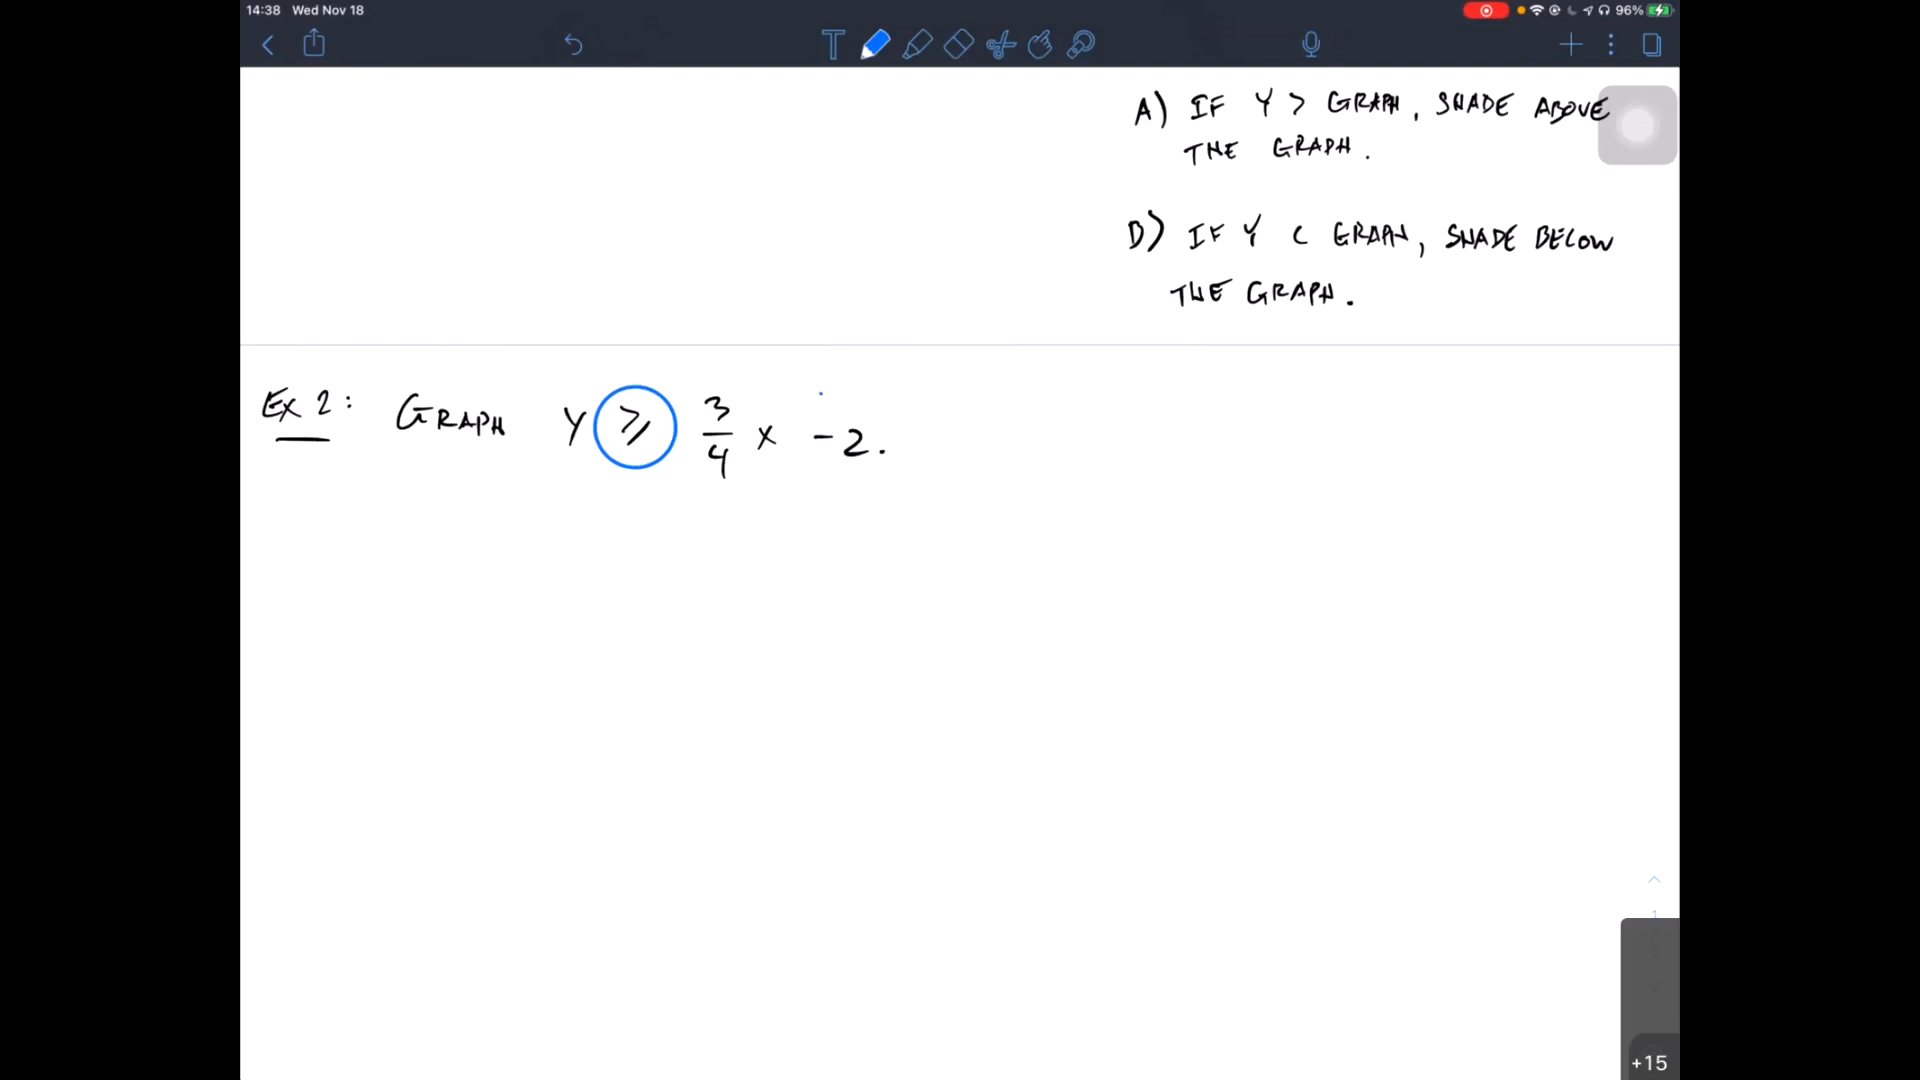 14:38 Wed Nov 18
96%
A) IF Y > GRAPH, SHADE ABOVE
THE GRAPH.
B) IF Y < GRAPH, SHADE BELOW
THE GRAPH.
Ex 2: GRAPH Y ≥ 3/4 x - 2.
1
+15